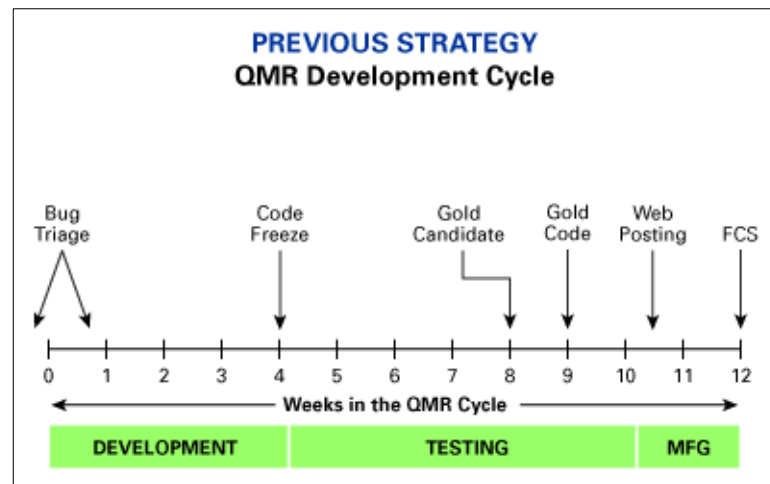 PREVIOUS STRATEGY
QMR Development Cycle
Bug
Triage
Code
Freeze
Gold
Candidate
Gold
Code
Web
Posting
FCS
0 1 2 3 4 5 6 7 8 9 10 11 12
Weeks in the QMR Cycle
DEVELOPMENT TESTING MFG